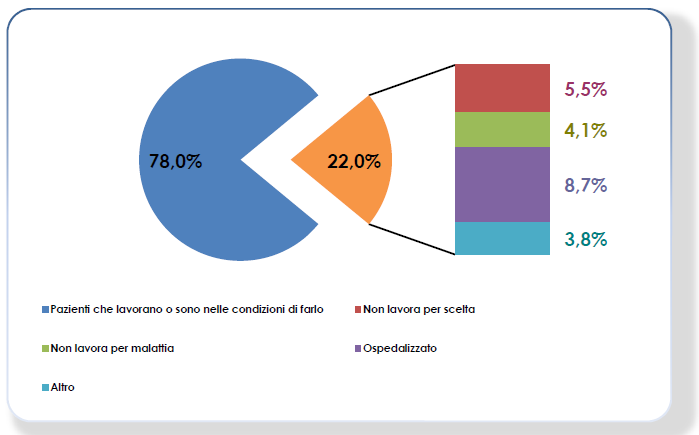 5,5%
4,1%
78,0%
22,0%
8,7%
3,8%
Pazienti che lavorano o sono nelle condizioni di farlo
Non lavora per scelta
Non lavora per malattia
Ospedalizzato
Altro